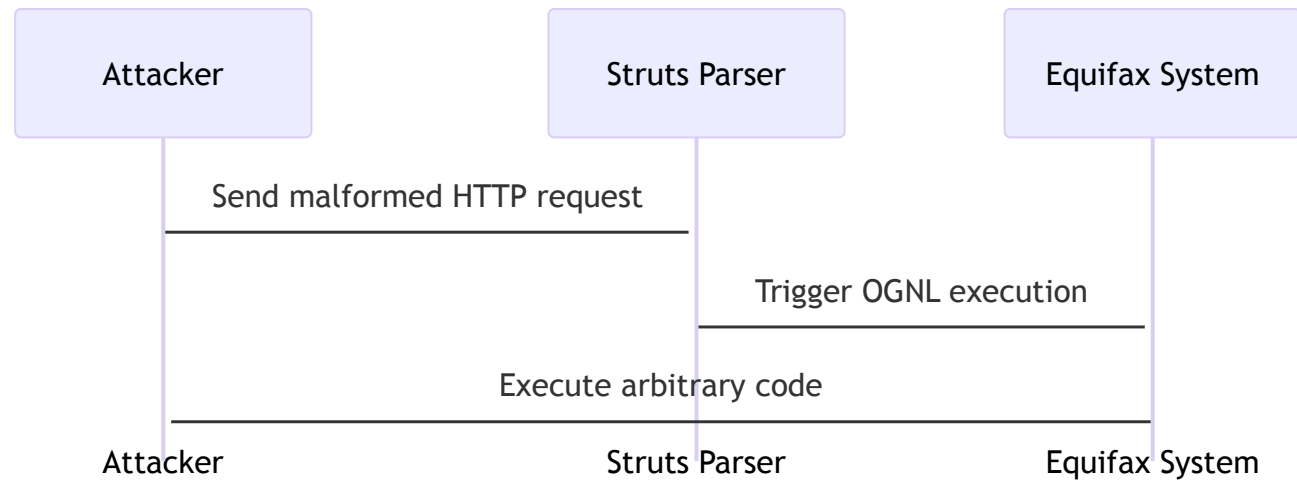 Attacker
Struts Parser
Equifax System
Send malformed HTTP request
Trigger OGNL execution
Execute arbitrary code
Attacker
Struts Parser
Equifax System